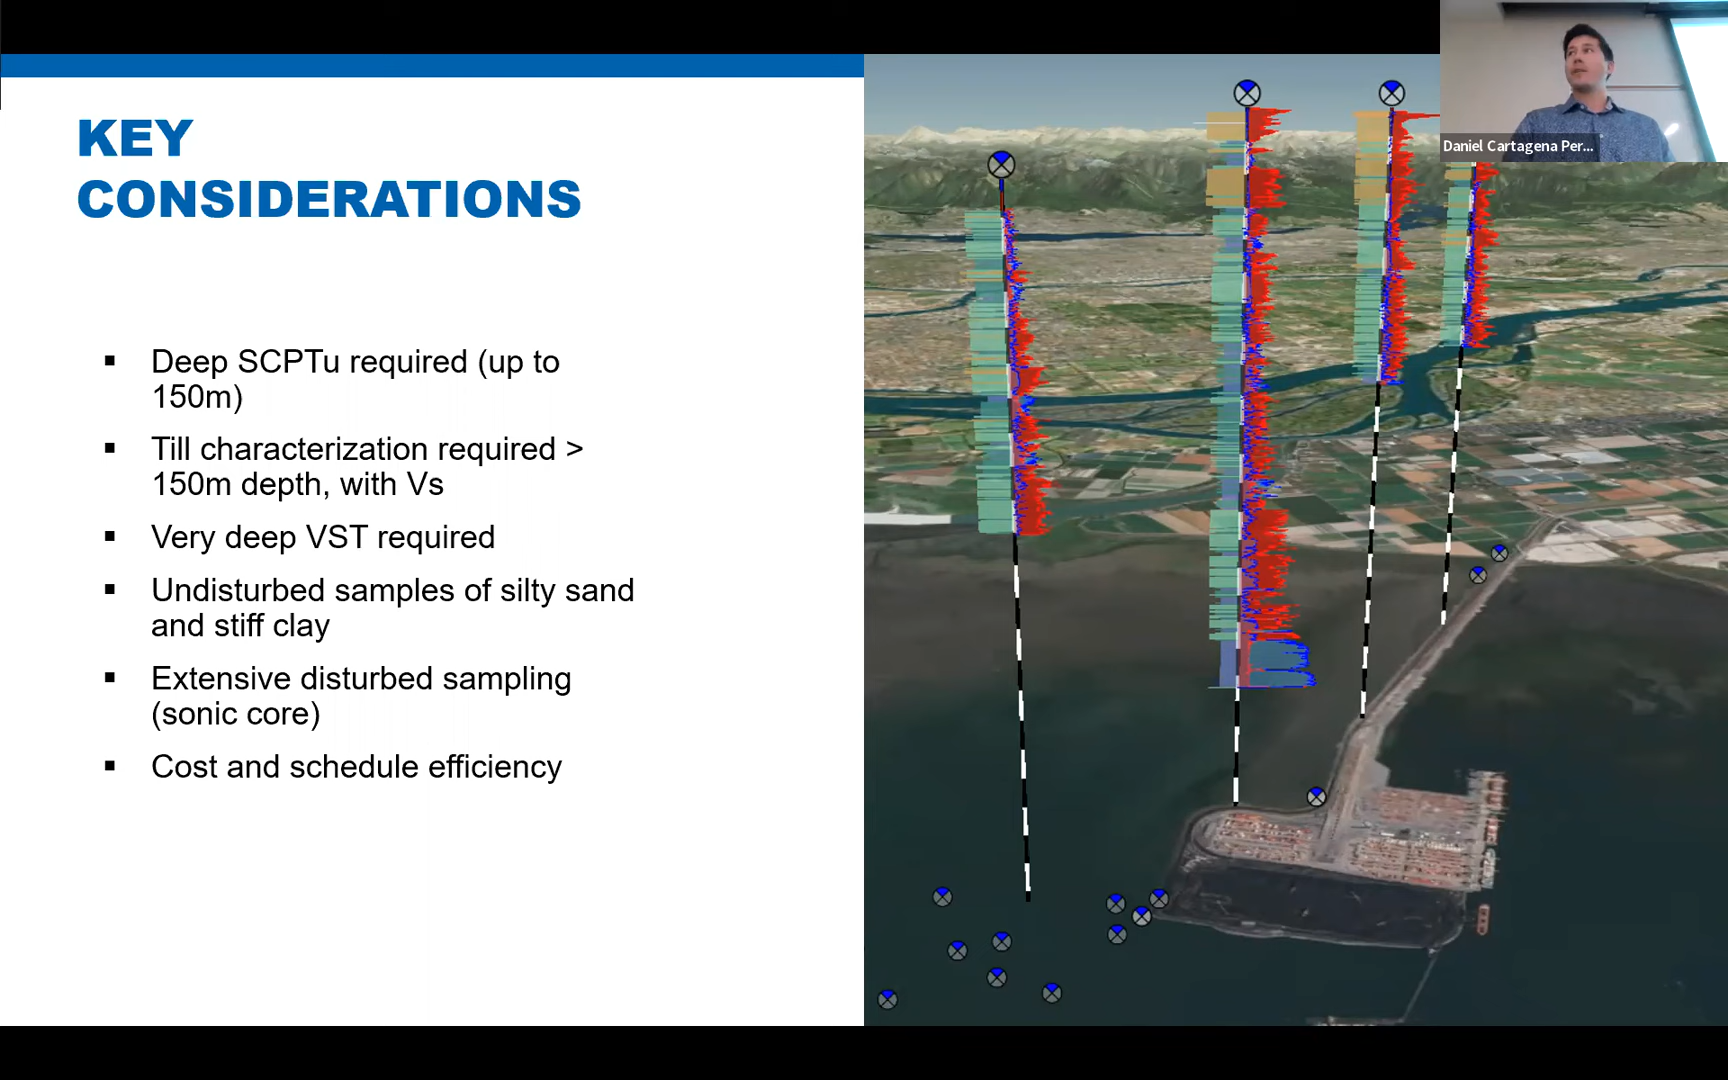 KEY
CONSIDERATIONS
▪ Deep SCPTu required (up to
150m)
▪ Till characterization required >
150m depth, with Vs
▪ Very deep VST required
▪ Undisturbed samples of silty sand
and stiff clay
▪ Extensive disturbed sampling
(sonic core)
▪ Cost and schedule efficiency
Daniel Cartagena Per...